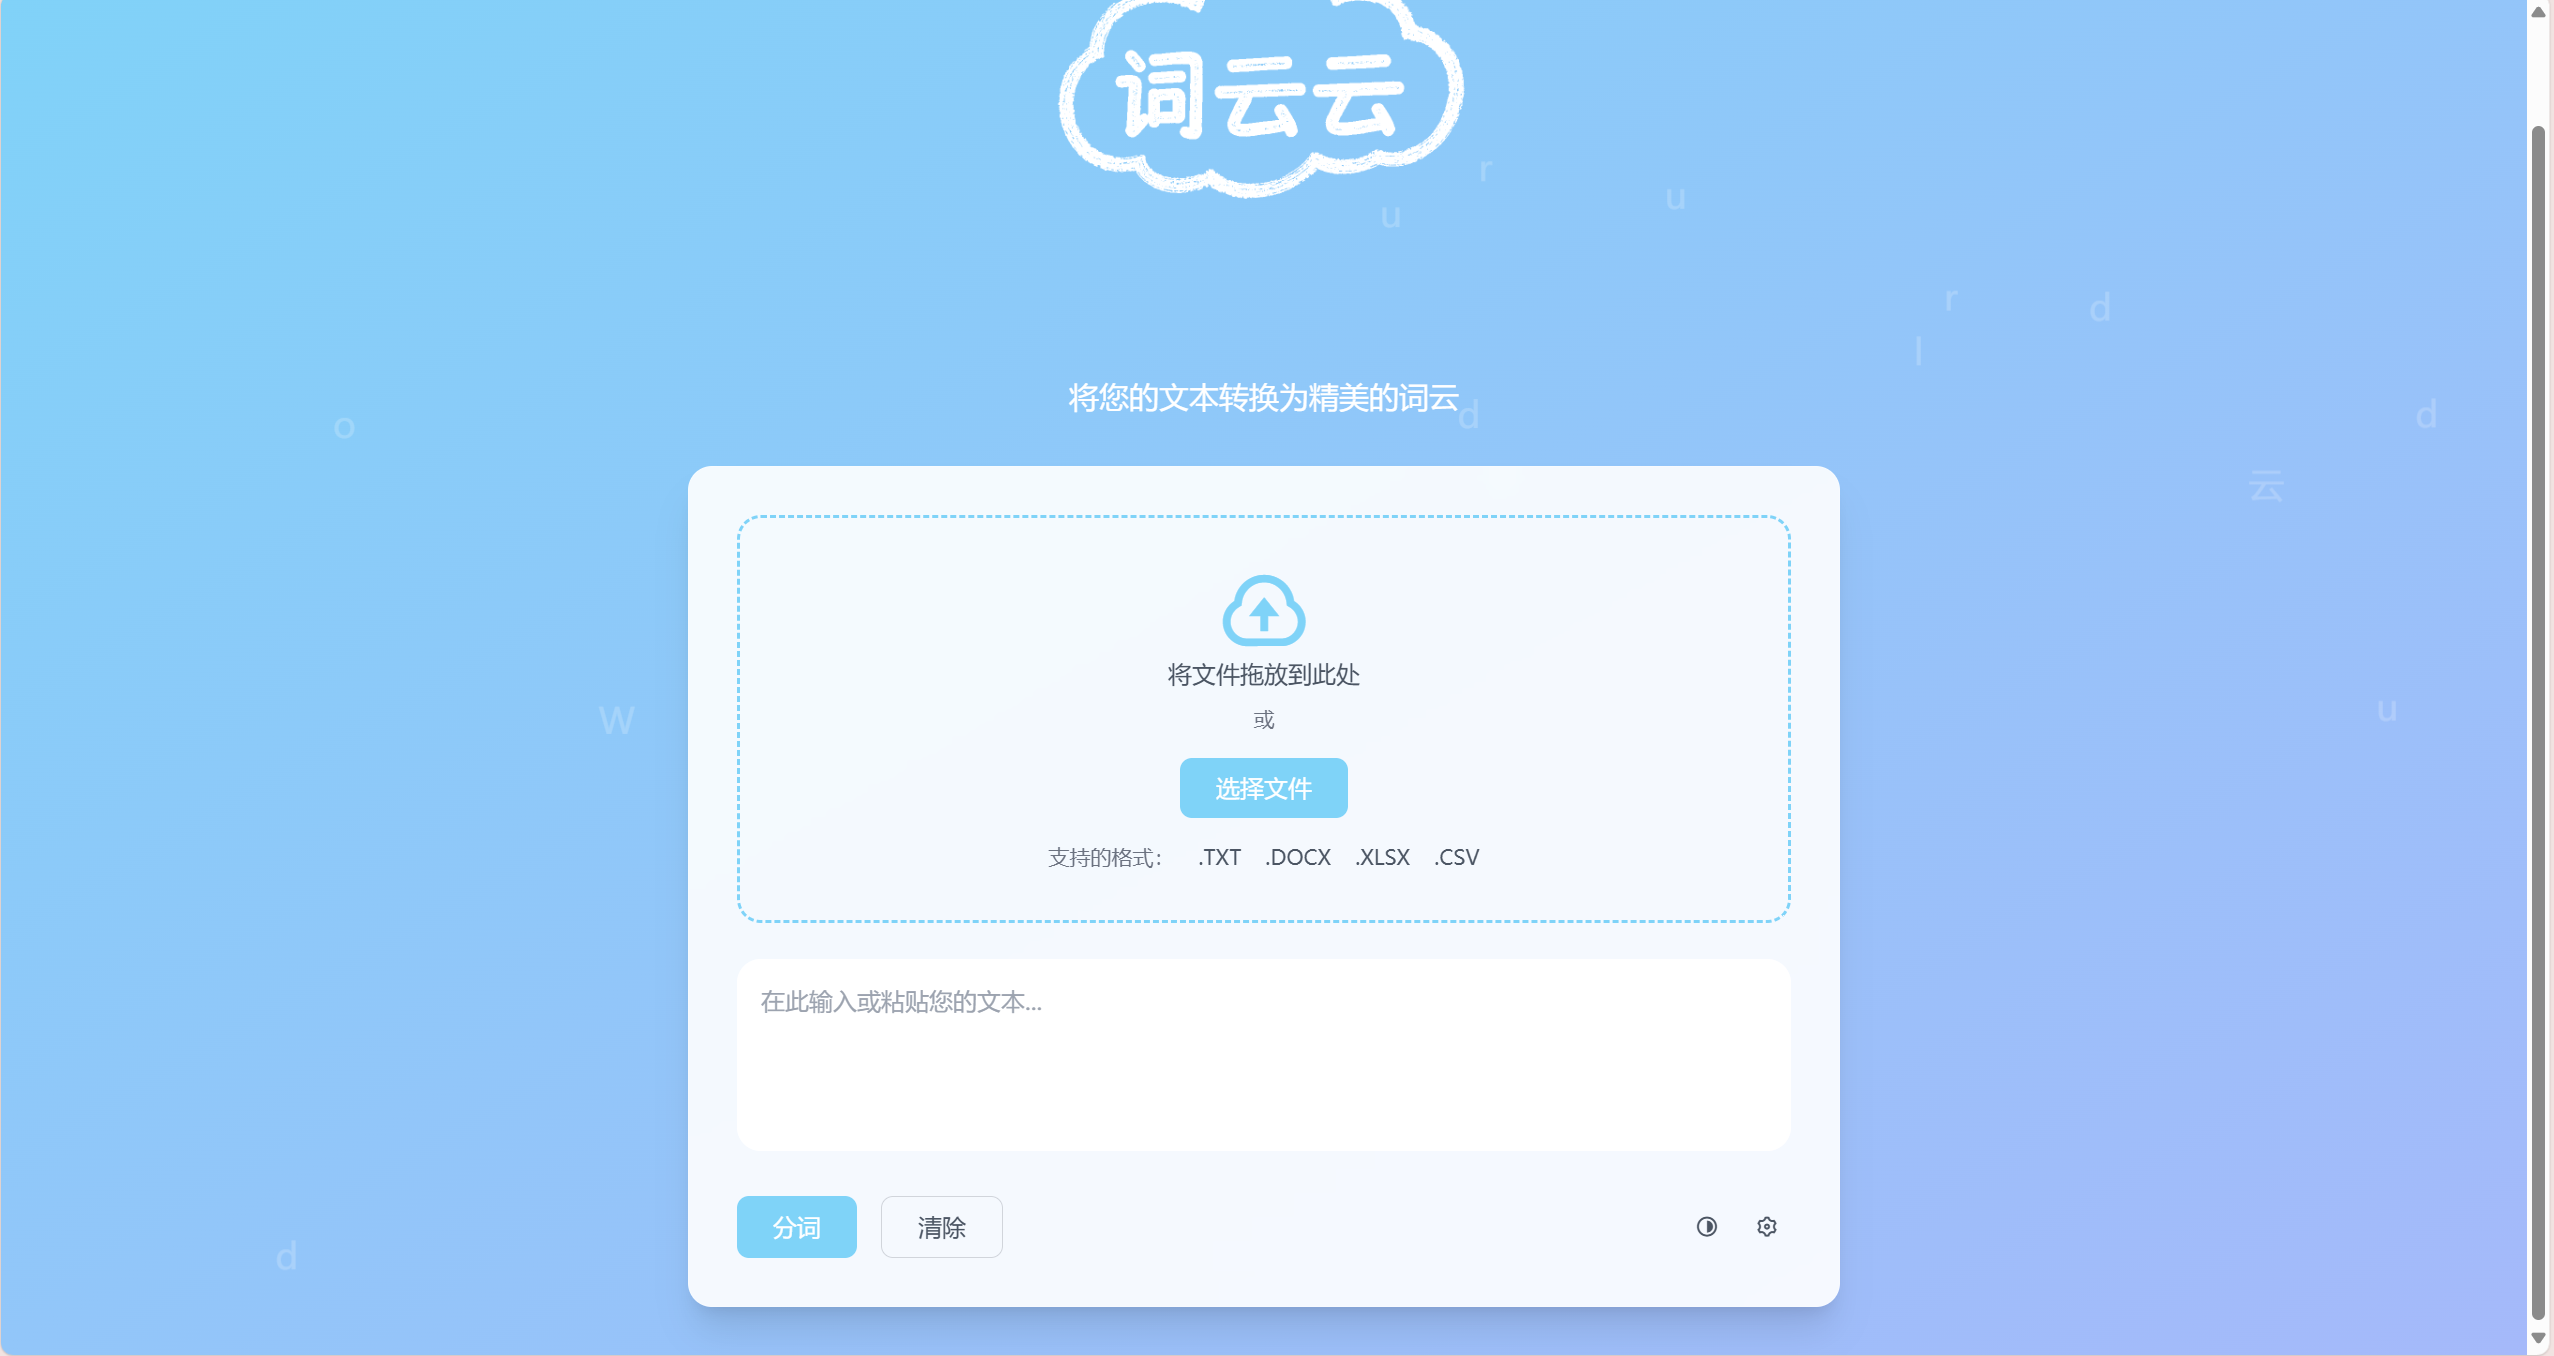 词云云
r
u
u
r
d
l
将您的文本转换为精美的词云
d
d
o
云
将文件拖放到此处
W
或
u
选择文件
支持的格式： .TXT .DOCX .XLSX .CSV
在此输入或粘贴您的文本...
分词 清除
d